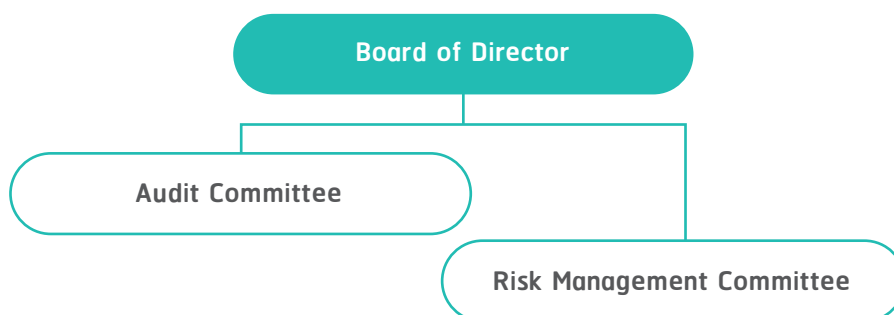 Board of Director
Audit Committee
Risk Management Committee